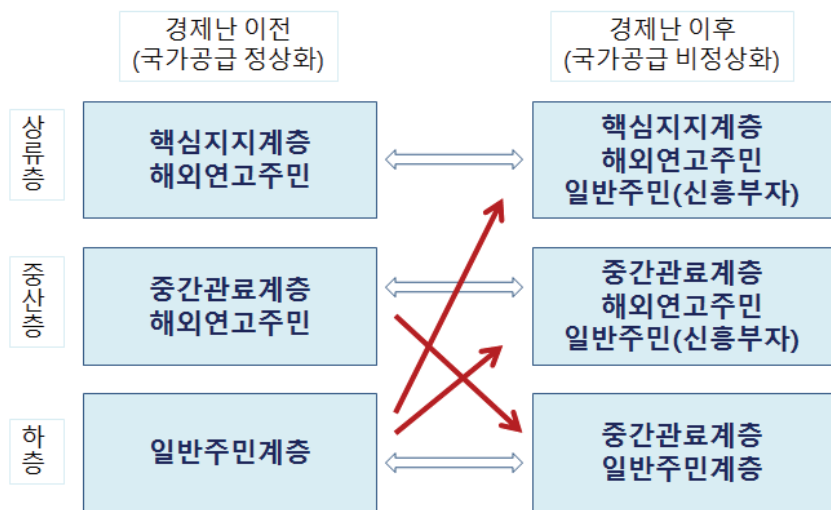 경제난 이전
(국가공급 정상화)
경제난 이후
(국가공급 비정상화)
상류층
핵심지지계층
해외연고주민
핵심지지계층
해외연고주민
일반주민(신흥부자)
중산층
중간관료계층
해외연고주민
중간관료계층
해외연고주민
일반주민(신흥부자)
하층
일반주민계층
중간관료계층
일반주민계층